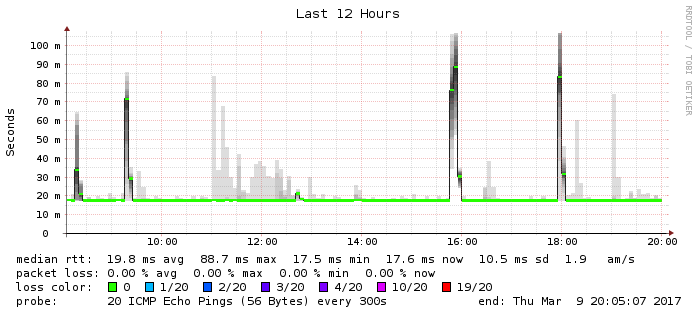 Last 12 Hours
RRDTOOL / TOBI OETIKER
Seconds
100 m
90 m
80 m
70 m
60 m
50 m
40 m
30 m
20 m
10 m
0
10:00 12:00 14:00 16:00 18:00 20:00
median rtt: 19.8 ms avg 88.7 ms max 17.5 ms min 17.6 ms now 10.5 ms sd 1.9 am/s
packet loss: 0.00 % avg 0.00 % max 0.00 % min 0.00 % now
loss color: 0 1/20 2/20 3/20 4/20 10/20 19/20
probe: 20 ICMP Echo Pings (56 Bytes) every 300s end: Thu Mar 9 20:05:07 2017